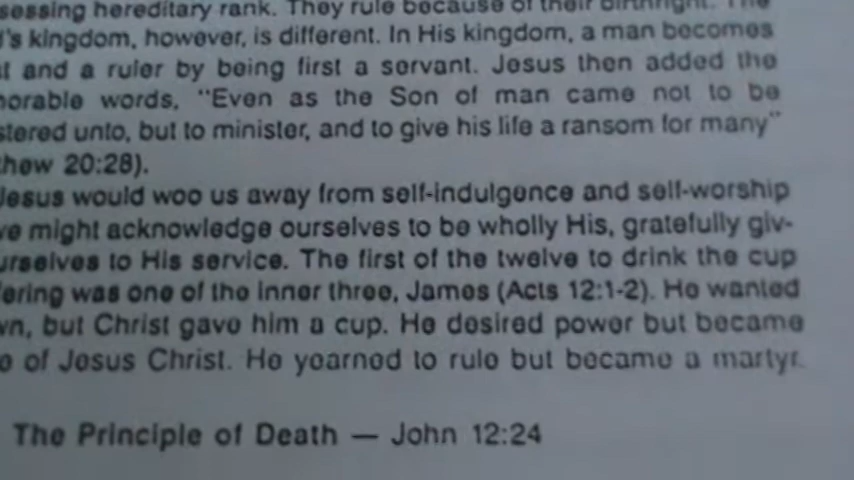 sessing hereditary rank. They rule because of their birthright. The
's kingdom, however, is different. In His kingdom, a man becomes
t and a ruler by being first a servant. Jesus then added the
orable words, "Even as the Son of man came not to be
stered unto, but to minister, and to give his life a ransom for many"
hew 20:28).
Jesus would woo us away from self-indulgence and self-worship
ve might acknowledge ourselves to be wholly His, gratefully giv-
urselves to His service. The first of the twelve to drink the cup
fering was one of the inner three, James (Acts 12:1-2). He wanted
wn, but Christ gave him a cup. He desired power but became
e of Jesus Christ. He yearned to rule but became a martyr.
The Principle of Death — John 12:24